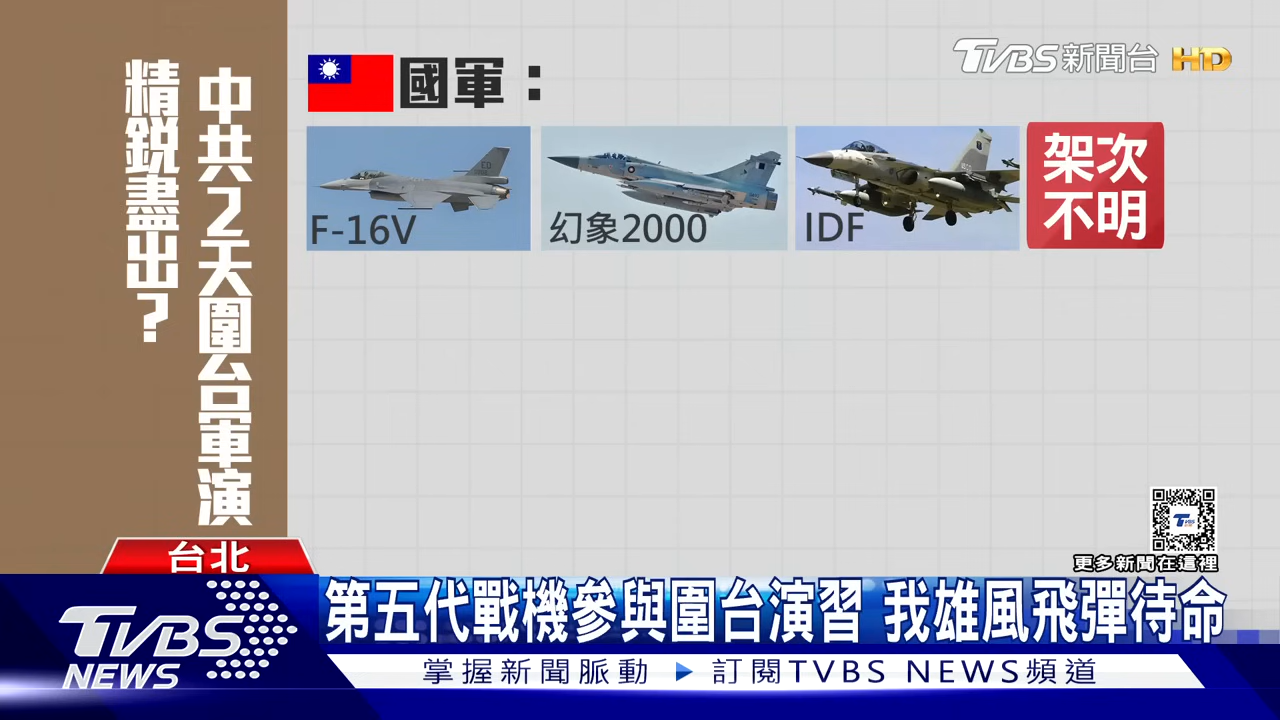 中共2天圍台軍演
精銳盡出？
國軍：
TVBS新聞台 HD
F-16V
幻象2000
IDF
架次
不明
更多新聞在這裡
台北
第五代戰機參與圍台演習 我雄風飛彈待命
TVBS
NEWS
掌握新聞脈動 ▶ 訂閱TVBS NEWS頻道